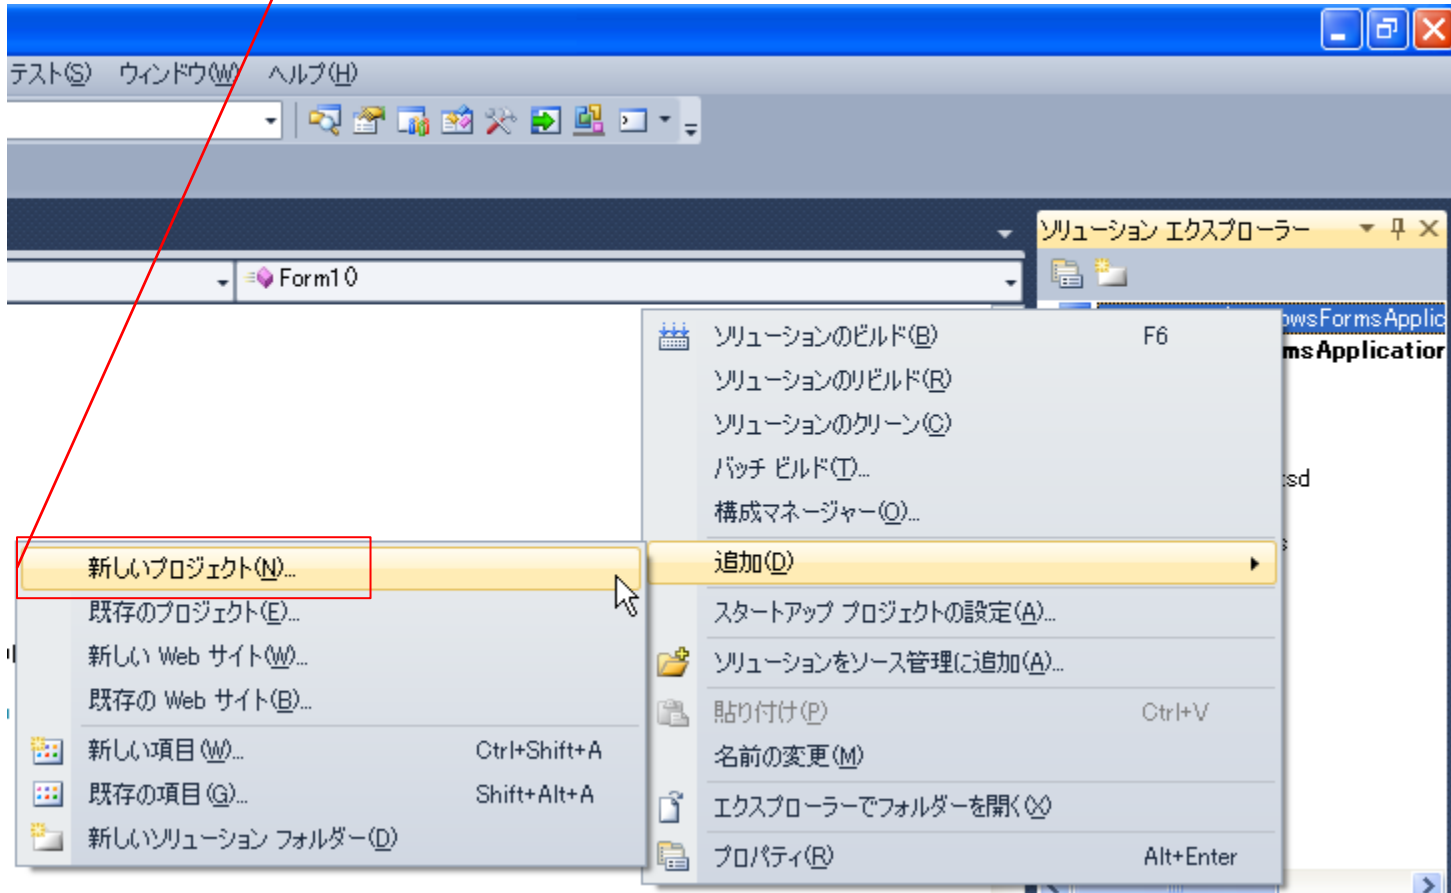 テスト(S) ウィンドウ(W) ヘルプ(H)
ソリューション エクスプローラー
Form1()
owsFormsApplic
msApplication
ソリューションのビルド(B) F6
ソリューションのリビルド(R)
ソリューションのクリーン(C)
バッチ ビルド(T)...
構成マネージャー(O)...
追加(D)
スタートアップ プロジェクトの設定(A)...
ソリューションをソース管理に追加(A)...
貼り付け(P) Ctrl+V
名前の変更(M)
エクスプローラーでフォルダーを開く(X)
プロパティ(R) Alt+Enter
新しいプロジェクト(N)...
既存のプロジェクト(E)...
新しい Web サイト(W)...
既存の Web サイト(B)...
新しい項目(W)... Ctrl+Shift+A
既存の項目(G)... Shift+Alt+A
新しいソリューション フォルダー(D)